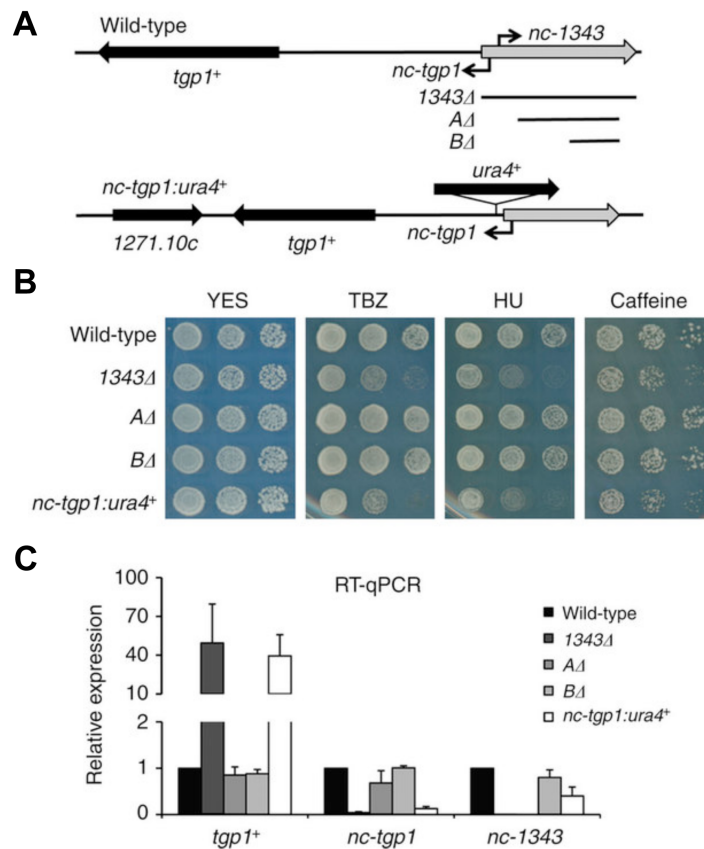 A
Wild-type
nc-1343
nc-tgp1
tgp1⁺
1343Δ
AΔ
BΔ
nc-tgp1:ura4⁺
ura4⁺
nc-tgp1
1271.10c
tgp1⁺
B
YES
TBZ
HU
Caffeine
Wild-type
1343Δ
AΔ
BΔ
nc-tgp1:ura4⁺
C
RT-qPCR
Relative expression
100
70
40
10
2
1
0
Wild-type
1343Δ
AΔ
BΔ
nc-tgp1:ura4⁺
tgp1⁺
nc-tgp1
nc-1343